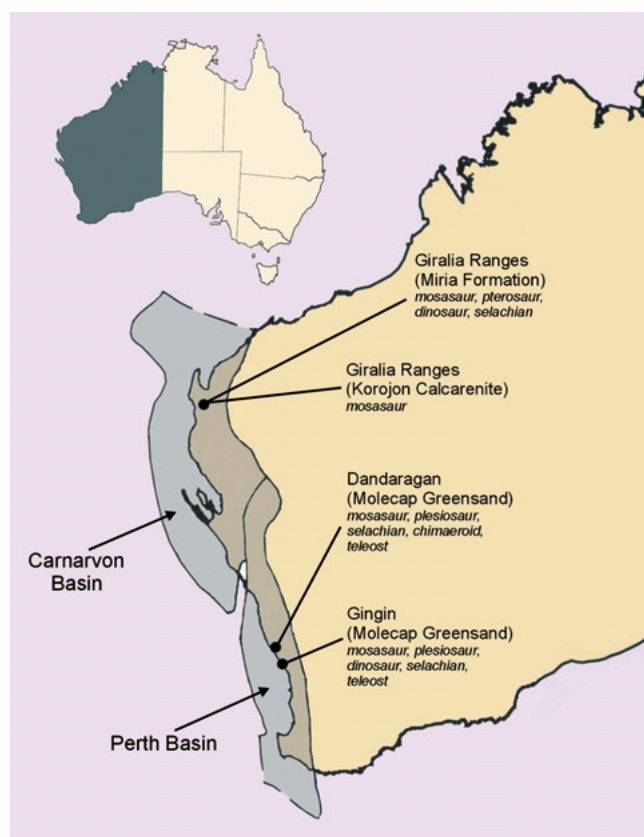 Giralia Ranges
(Miria Formation)
mosasaur, pterosaur,
dinosaur, selachian
Giralia Ranges
(Korojon Calcarenite)
mosasaur
Dandaragan
(Molecap Greensand)
mosasaur, plesiosaur,
selachian, chimaeroid,
teleost
Carnarvon
Basin
Gingin
(Molecap Greensand)
mosasaur, plesiosaur,
dinosaur, selachian,
teleost
Perth Basin